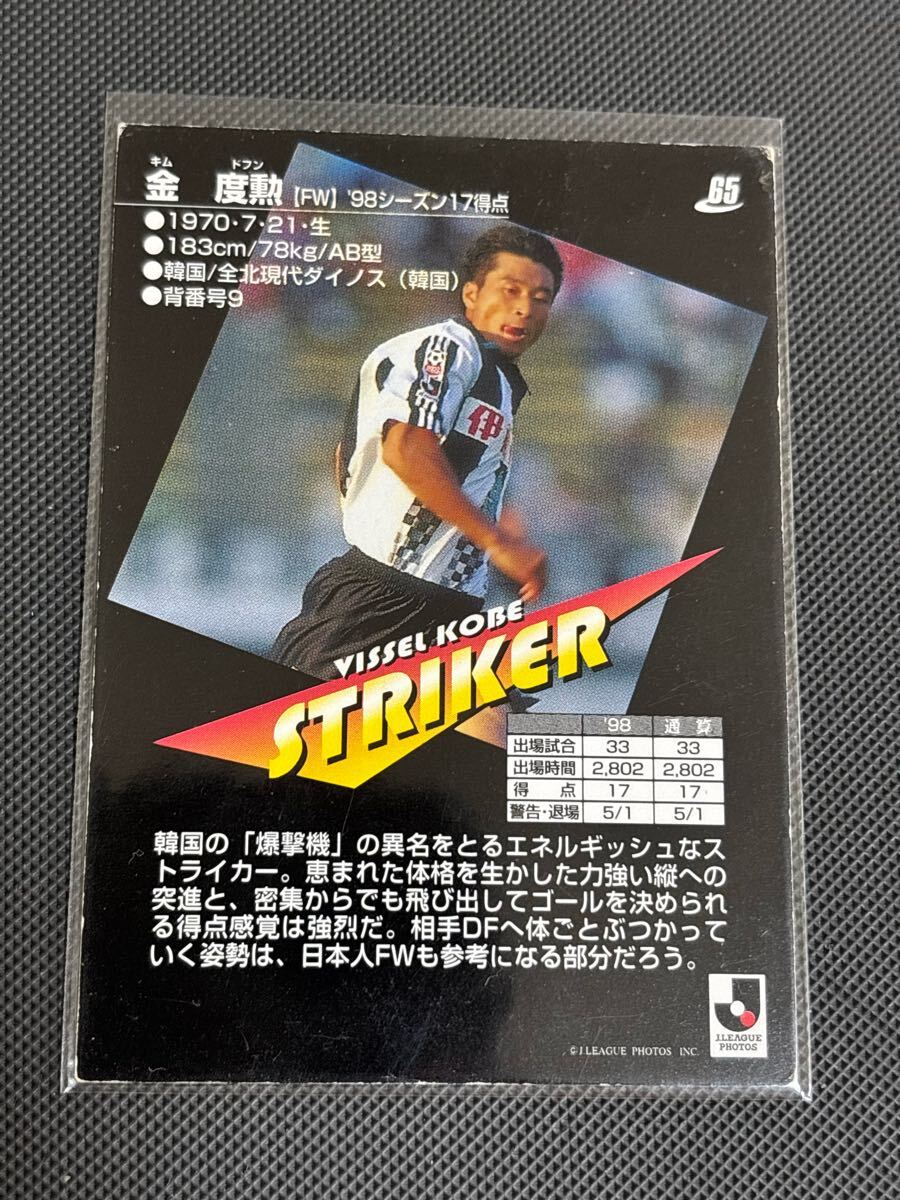 キム ドフン
金 度勲【FW】'98シーズン17得点
65
●1970・7・21・生
●183cm/78kg/AB型
●韓国/全北現代ダイノス（韓国）
●背番号9
伊
VISSEL KOBE
STRIKER
'98 通算
出場試合 33 33
出場時間 2,802 2,802
得点 17 17
警告・退場 5/1 5/1
韓国の「爆撃機」の異名をとるエネルギッシュなス
トライカー。恵まれた体格を生かした力強い縦への
突進と、密集からでも飛び出してゴールを決められ
る得点感覚は強烈だ。相手DFへ体ごとぶつかって
いく姿勢は、日本人FWも参考になる部分だろう。
J.LEAGUE
PHOTOS
©J.LEAGUE PHOTOS INC.